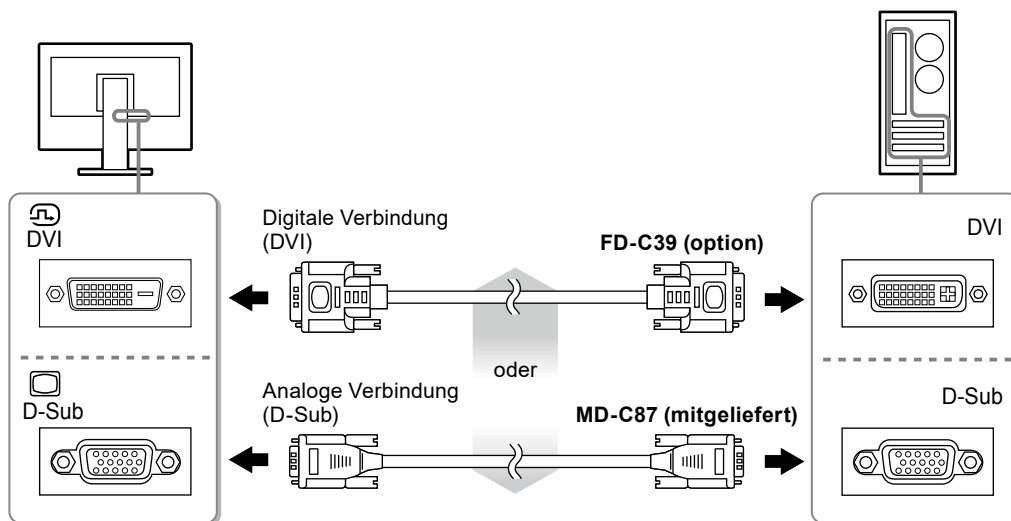 DVI
Digitale Verbindung
(DVI)
FD-C39 (option)
DVI
oder
D-Sub
Analoge Verbindung
(D-Sub)
MD-C87 (mitgeliefert)
D-Sub